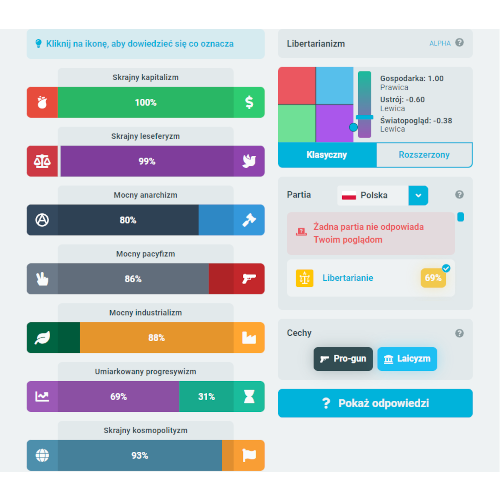 Kliknij na ikonę, aby dowiedzieć się co oznacza
Skrajny kapitalizm
100%
$
Skrajny leseferyzm
99%
Mocny anarchizm
80%
Mocny pacyfizm
86%
Mocny industrializm
88%
Umiarkowany progresywizm
69%
31%
Skrajny kosmopolityzm
93%
Libertarianizm
ALPHA ?
Gospodarka: 1.00
Prawica
Ustrój: -0.60
Lewica
Światopogląd: -0.38
Lewica
Klasyczny
Rozszerzony
Partia
Polska
?
Żadna partia nie odpowiada
Twoim poglądom
Libertarianie
69%
Cechy
?
Pro-gun
Laicyzm
? Pokaż odpowiedzi